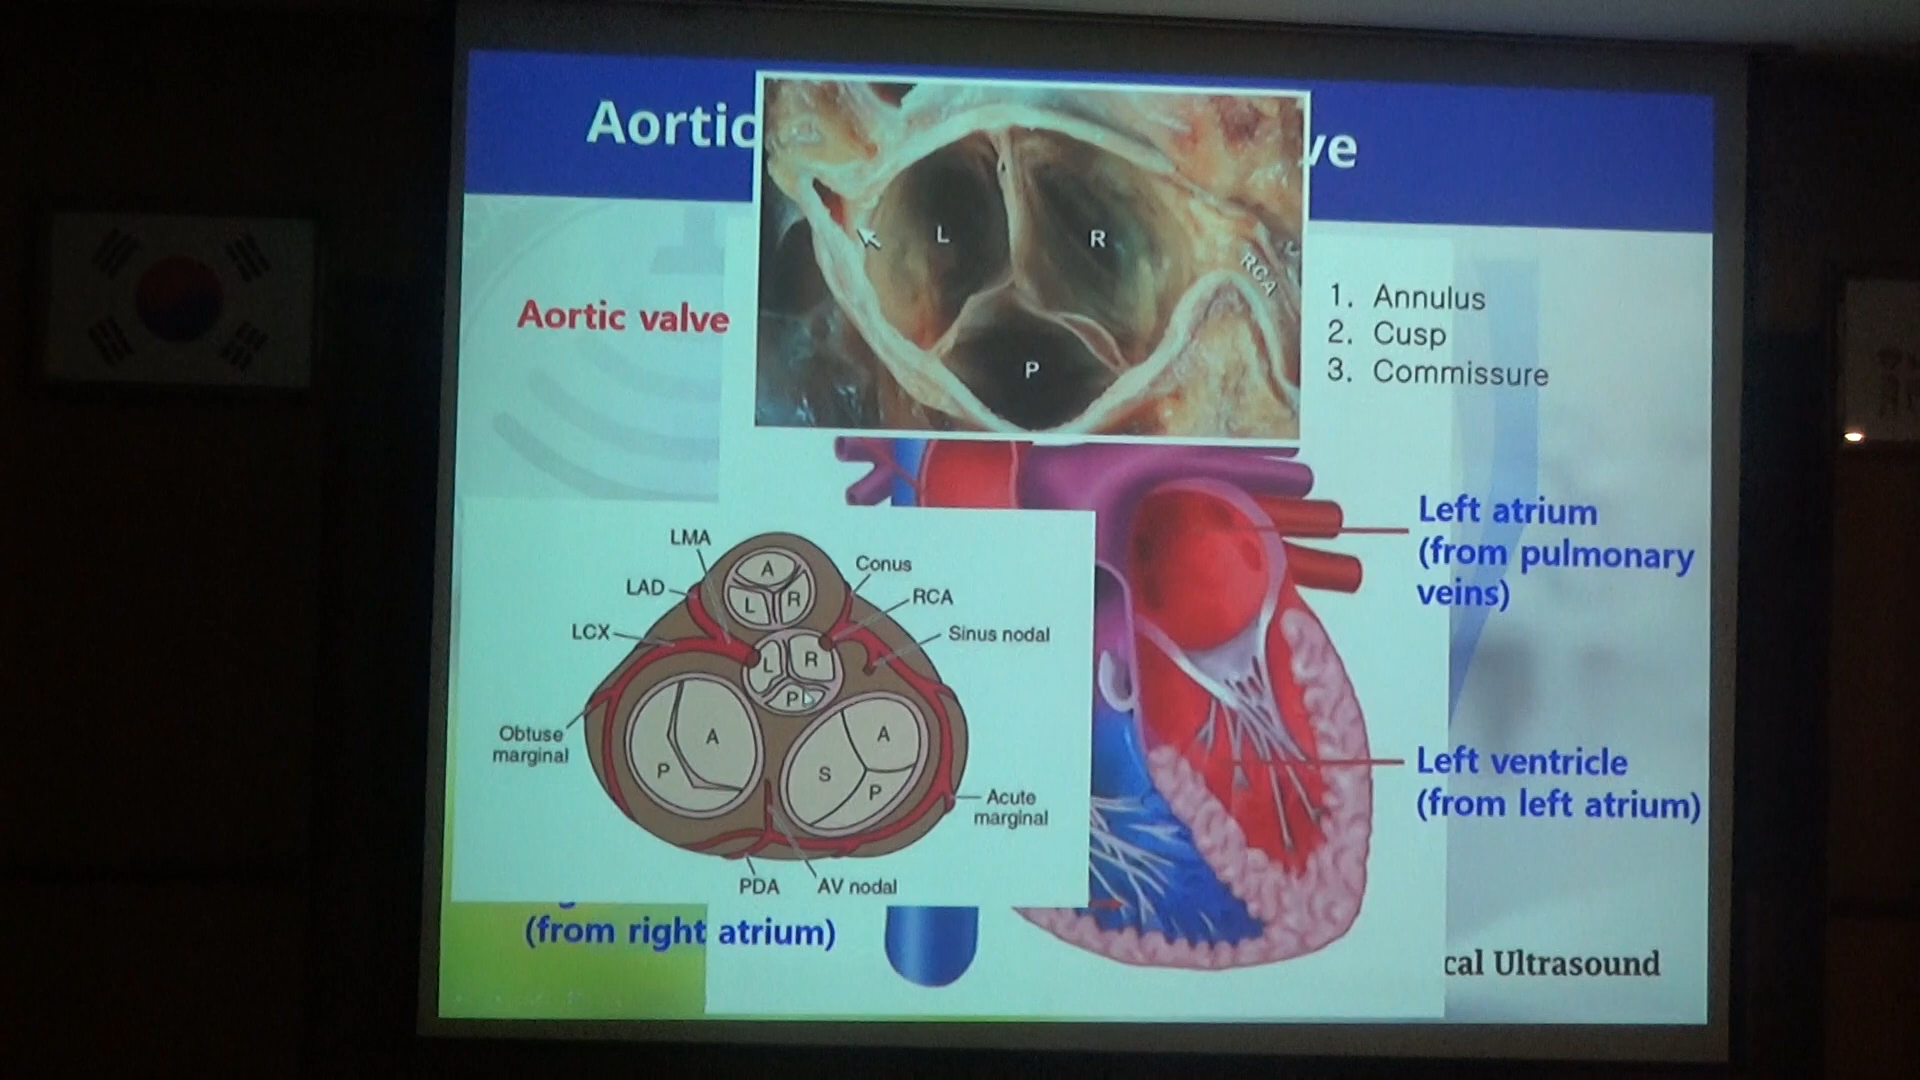 Aortic
ve
L
R
RCA
P
Aortic valve
1. Annulus
2. Cusp
3. Commissure
Left atrium
(from pulmonary
veins)
LMA
A
Conus
LAD
L
R
RCA
LCX
Sinus nodal
L
R
P
Obtuse
marginal
A
P
A
S
P
Acute
marginal
PDA
AV nodal
Left ventricle
(from left atrium)
(from right atrium)
cal Ultrasound